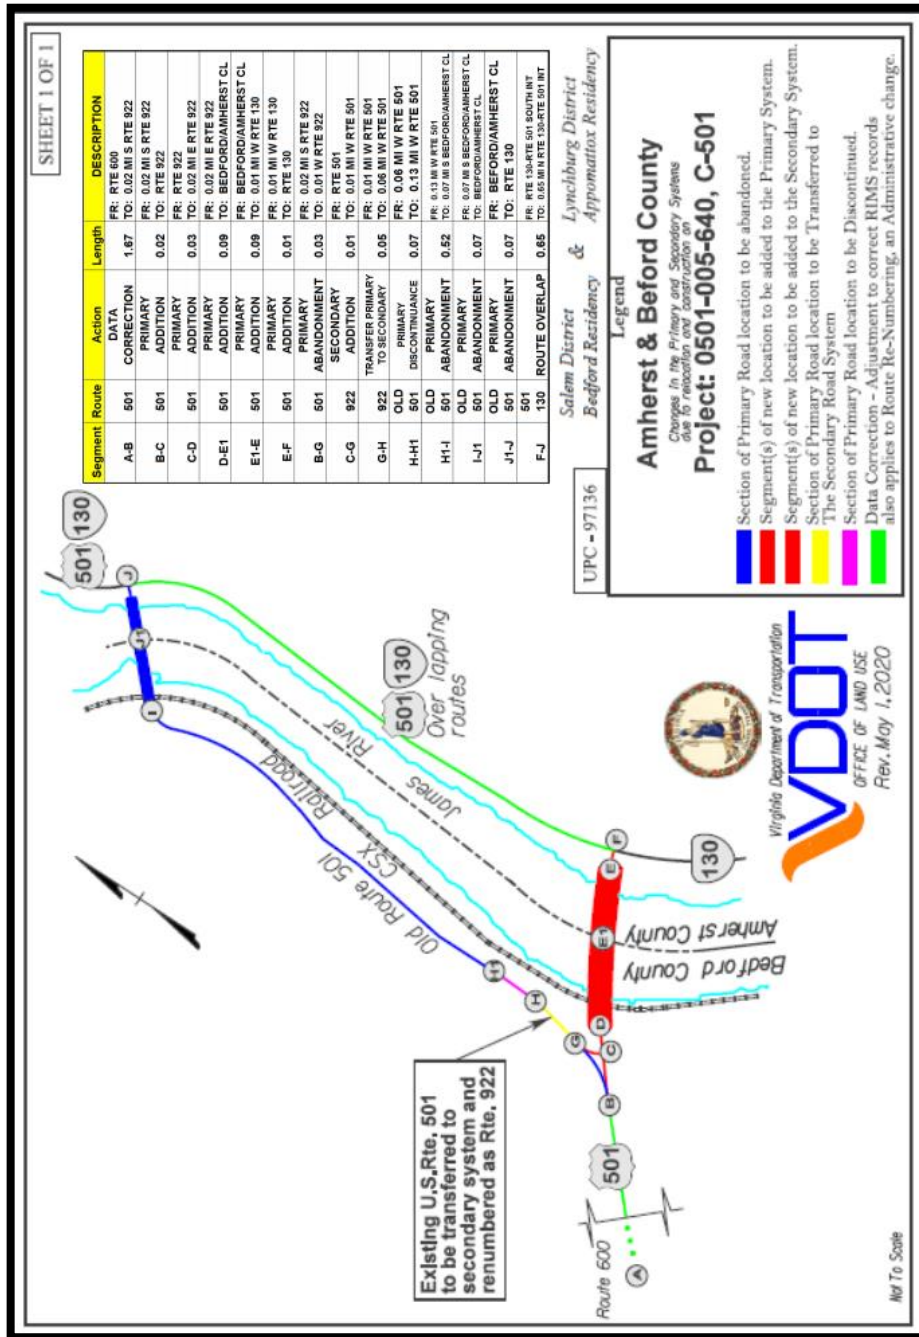 SHEET 1 OF 1
Segment Route Action Length DESCRIPTION
A-B 501 DATA CORRECTION 1.67 FR: RTE 600 TO: 0.02 MI S RTE 922
B-C 501 PRIMARY ADDITION 0.02 FR: 0.02 MI S RTE 922 TO: RTE 922
C-D 501 PRIMARY ADDITION 0.03 FR: RTE 922 TO: 0.02 MI E RTE 922
D-E1 501 PRIMARY ADDITION 0.09 FR: 0.02 MI E RTE 922 TO: BEDFORD/AMHERST CL
E1-E 501 PRIMARY ADDITION 0.09 FR: BEDFORD/AMHERST CL TO: 0.01 MI W RTE 130
E-F 501 PRIMARY ADDITION 0.01 FR: 0.01 MI W RTE 130 TO: RTE 130
B-G 501 PRIMARY ABANDONMENT 0.03 FR: 0.02 MI S RTE 922 TO: 0.01 W RTE 922
C-G 922 SECONDARY ADDITION 0.01 FR: RTE 501 TO: 0.01 MI W RTE 501
G-H 922 TRANSFER PRIMARY TO SECONDARY 0.05 FR: 0.01 MI W RTE 501 TO: 0.06 MI W RTE 501
H-H1 OLD 501 PRIMARY DISCONTINUANCE 0.07 FR: 0.06 MI W RTE 501 TO: 0.13 MI W RTE 501
H1-I OLD 501 PRIMARY ABANDONMENT 0.52 FR: 0.13 MI W RTE 501 TO: 0.07 MI S BEDFORD/AMHERST CL
I-J1 OLD 501 PRIMARY ABANDONMENT 0.07 FR: 0.07 MI S BEDFORD/AMHERST CL TO: BEDFORD/AMHERST CL
J1-J OLD 501 PRIMARY ABANDONMENT 0.07 FR: BEFORD/AMHERST CL TO: RTE 130
F-J 501 130 ROUTE OVERLAP 0.65 FR: RTE 130-RTE 501 SOUTH INT TO: 0.65 MI N RTE 130-RTE 501 INT
Salem District & Lynchburg District
Bedford Residency Appomattox Residency
UPC - 97136
Legend
Amherst & Beford County
Changes in the Primary and Secondary Systems
due to relocation and construction on
Project: 0501-005-640, C-501
Section of Primary Road location to be abandoned.
Segment(s) of new location to be added to the Primary System.
Segment(s) of new location to be added to the Secondary System.
Section of Primary Road location to be Transferred to
The Secondary Road System
Section of Primary Road location to be Discontinued.
Data Correction - Adjustment to correct RIMS records
also applies to Route Re-Numbering, an Administrative change.
501 130
J
J1
I
501 130
Over lapping
routes
River
James
Railroad
CSX
Old Route 501
H1
H
G
Existing U.S.Rte. 501
to be transferred to
secondary system and
renumbered as Rte. 922
F
E
E1
D
C
B
130
Amherst County
Bedford County
501
Route 600
A
Virginia Department of Transportation
VDOT
OFFICE OF LAND USE
Rev. May 1, 2020
Not To Scale